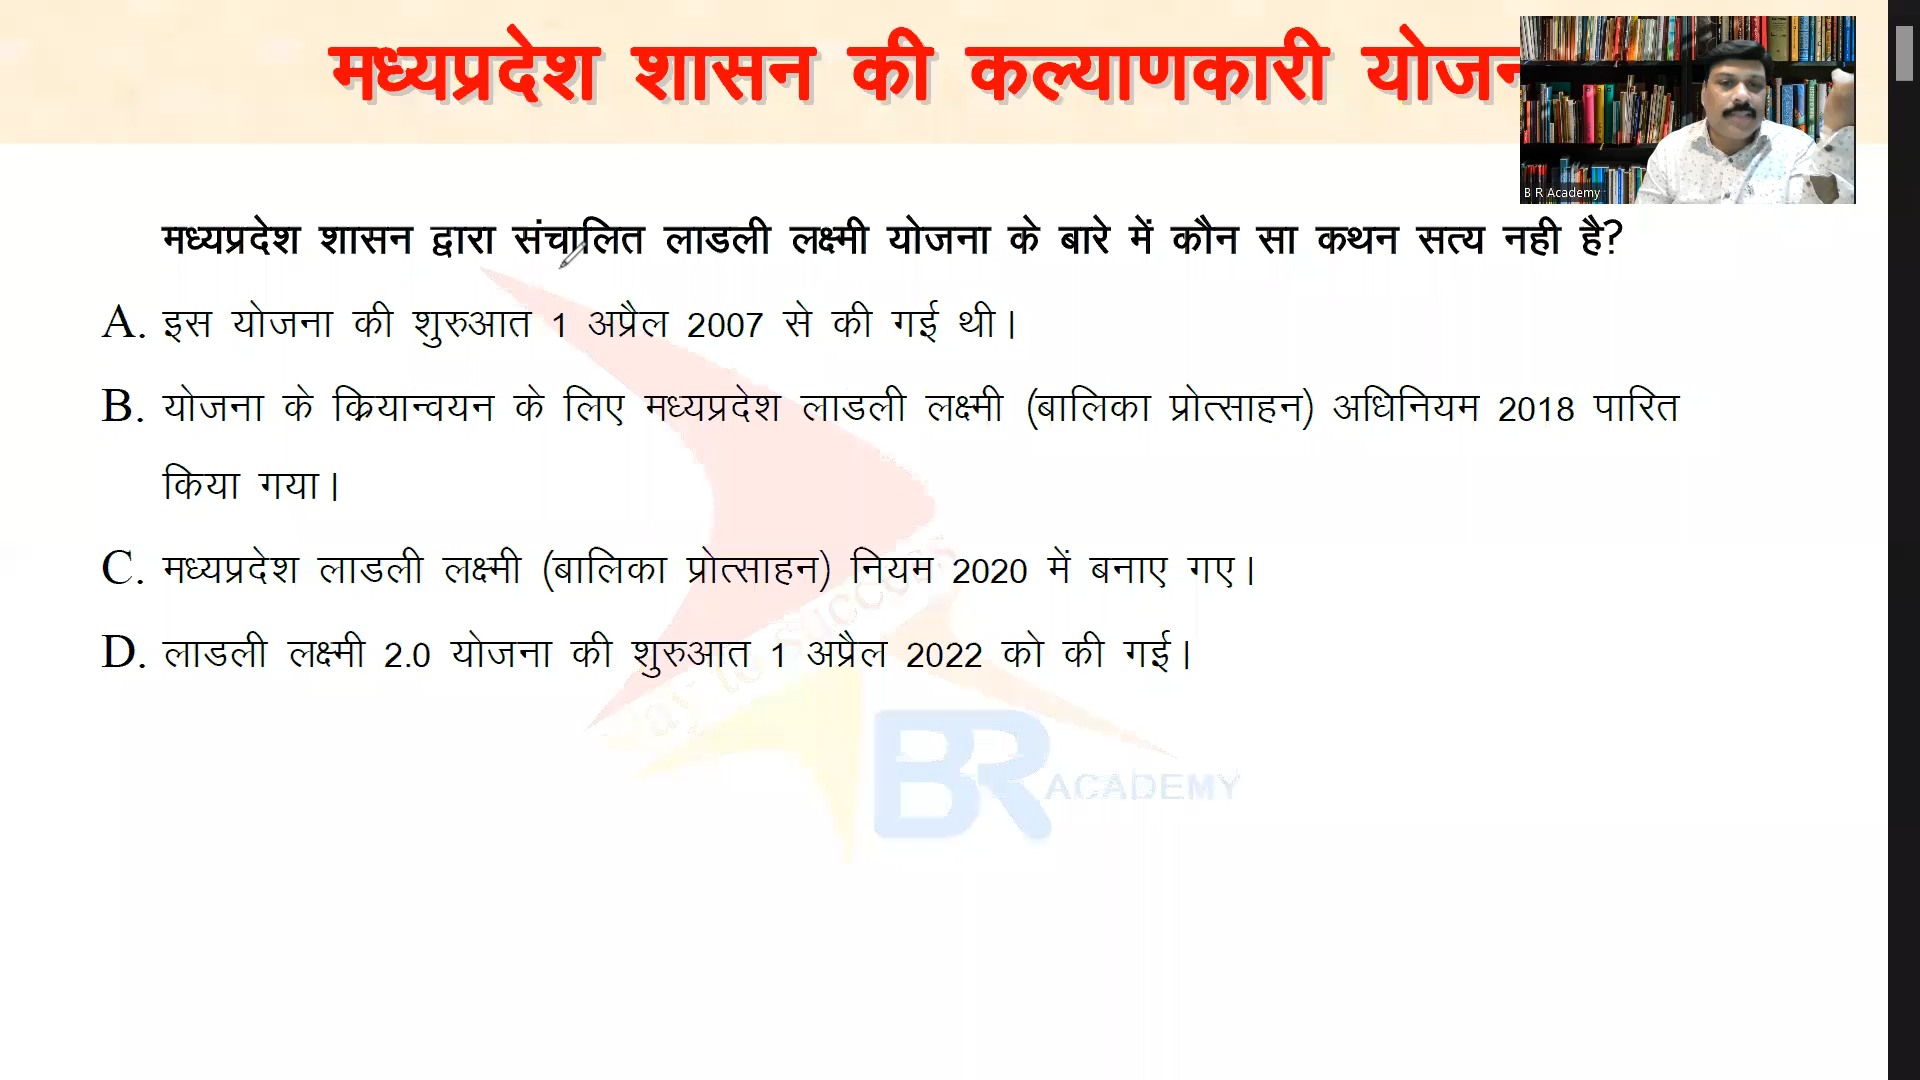 मध्यप्रदेश शासन की कल्याणकारी योजन
B R Academy
मध्यप्रदेश शासन द्वारा संचालित लाडली लक्ष्मी योजना के बारे में कौन सा कथन सत्य नही है?
A. इस योजना की शुरुआत 1 अप्रैल 2007 से की गई थी।
B. योजना के क्रियान्वयन के लिए मध्यप्रदेश लाडली लक्ष्मी (बालिका प्रोत्साहन) अधिनियम 2018 पारित
किया गया।
C. मध्यप्रदेश लाडली लक्ष्मी (बालिका प्रोत्साहन) नियम 2020 में बनाए गए।
D. लाडली लक्ष्मी 2.0 योजना की शुरुआत 1 अप्रैल 2022 को की गई।
way to success
BR ACADEMY